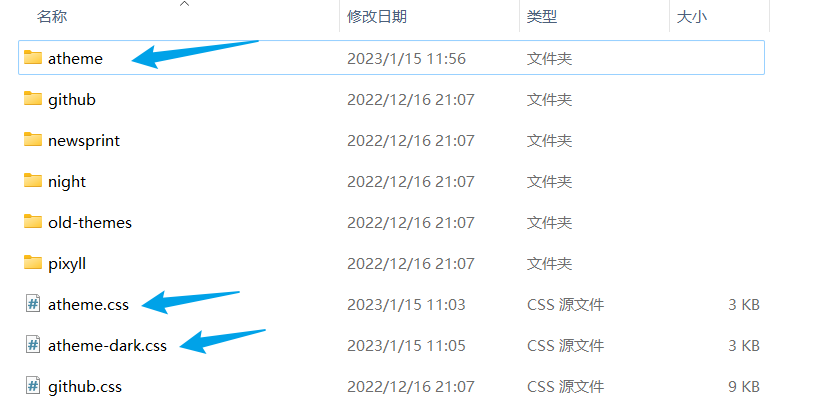 名称 修改日期 类型 大小
atheme 2023/1/15 11:56 文件夹
github 2022/12/16 21:07 文件夹
newsprint 2022/12/16 21:07 文件夹
night 2022/12/16 21:07 文件夹
old-themes 2022/12/16 21:07 文件夹
pixyll 2022/12/16 21:07 文件夹
atheme.css 2023/1/15 11:03 CSS 源文件 3 KB
atheme-dark.css 2023/1/15 11:05 CSS 源文件 3 KB
github.css 2022/12/16 21:07 CSS 源文件 9 KB